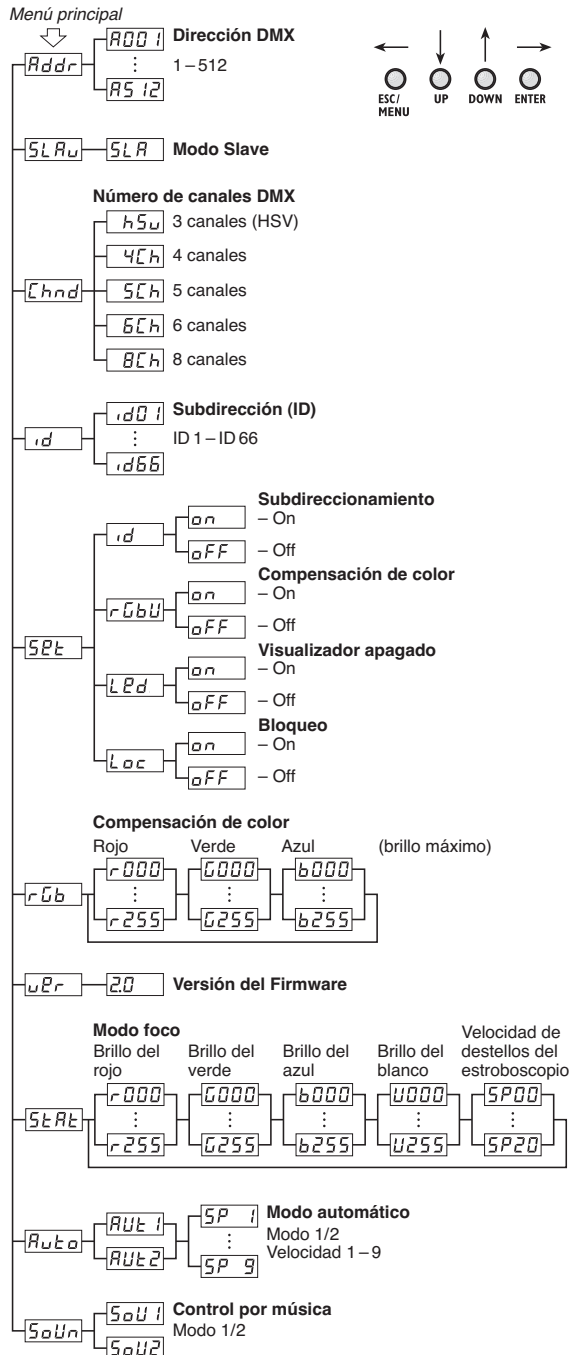 Menú principal
Addr
A001
A512
Dirección DMX
1–512
ESC/
MENU
UP
DOWN
ENTER
SLAv
SLA
Modo Slave
Número de canales DMX
Chnd
hSv
3 canales (HSV)
4Ch
4 canales
5Ch
5 canales
6Ch
6 canales
8Ch
8 canales
id
id01
id66
Subdirección (ID)
ID 1–ID 66
Set
id
Subdireccionamiento
on
– On
oFF
– Off
rGbU
Compensación de color
on
– On
oFF
– Off
Led
Visualizador apagado
on
– On
oFF
– Off
Loc
Bloqueo
on
– On
oFF
– Off
Compensación de color
Rojo Verde Azul (brillo máximo)
rGb
r000 G000 b000
r255 G255 b255
ver
2.0
Versión del Firmware
Modo foco
Brillo del rojo
Brillo del verde
Brillo del azul
Brillo del blanco
Velocidad de destellos del estroboscopio
StAt
r000 G000 b000 U000 SP00
r255 G255 b255 U255 SP20
Auto
AUt1
AUt2
SP 1
SP 9
Modo automático
Modo 1/2
Velocidad 1–9
SoUn
SoU1
SoU2
Control por música
Modo 1/2